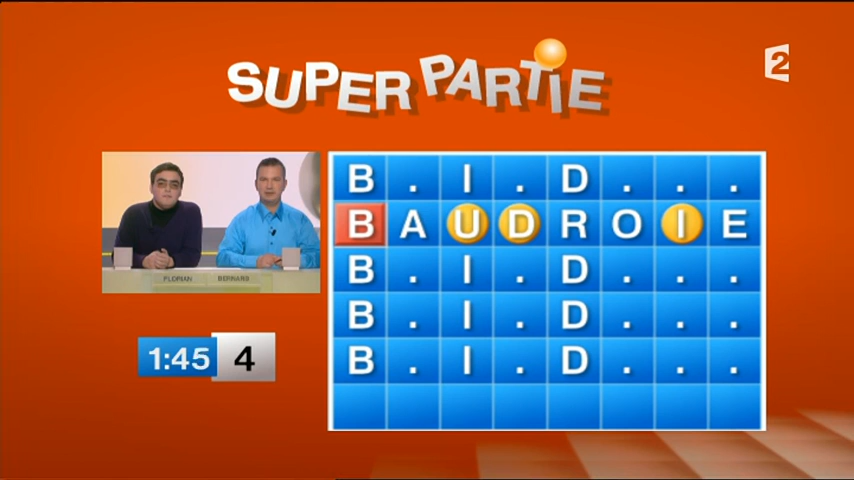 SUPER PARTIE
2
B . I . D . . .
B A U D R O I E
B . I . D . . .
B . I . D . . .
B . I . D . . .
FLORIAN BERNARD
1:45 4